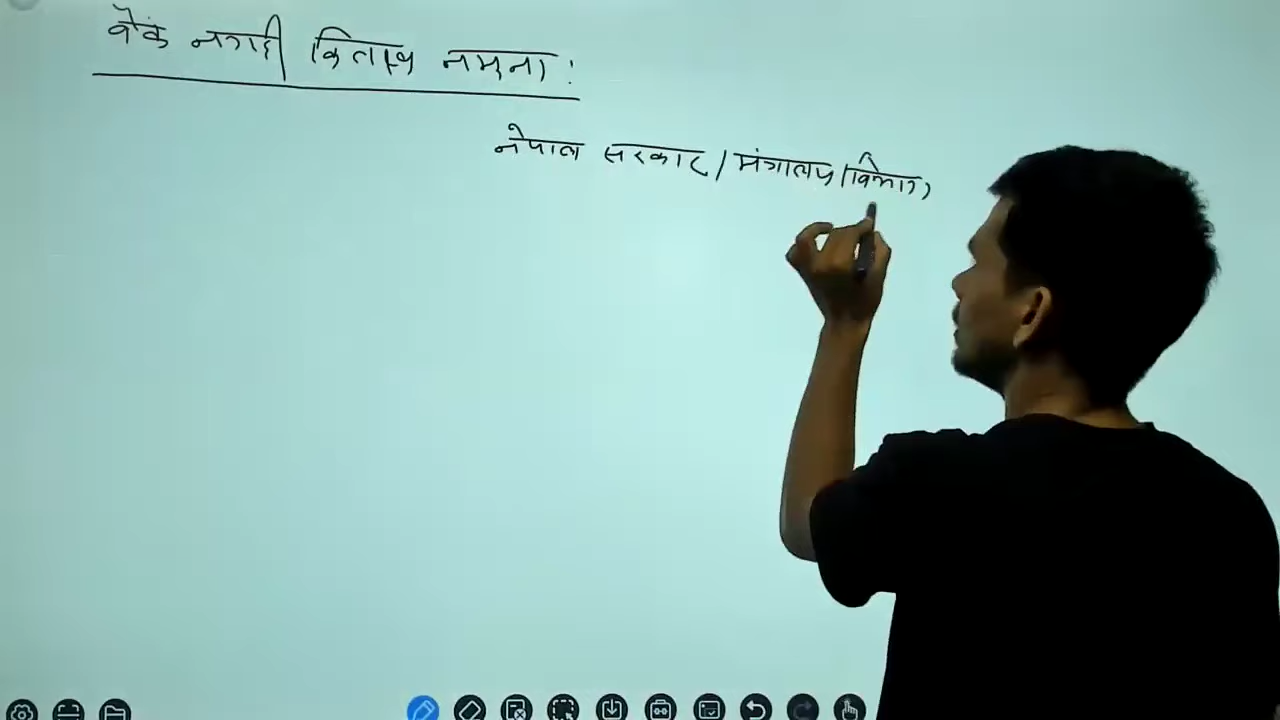 बैंक नगदी किताब नमूना :
नेपाल सरकार / मंत्रालय / विभाग